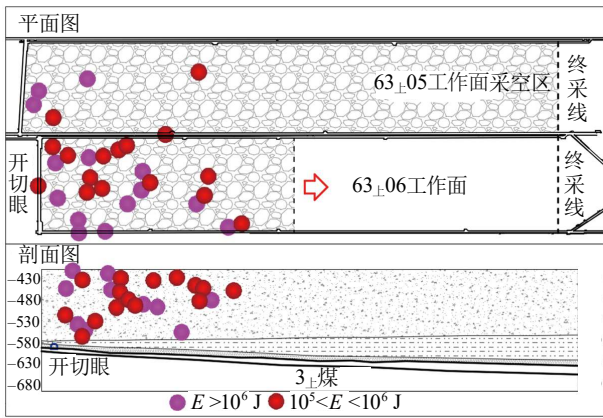 平面图
63上05工作面采空区
终采线
开切眼
63上06工作面
终采线
剖面图
–430
–480
–530
–580
–630
–680
开切眼
3上煤
E >10⁶ J
10⁵<E <10⁶ J